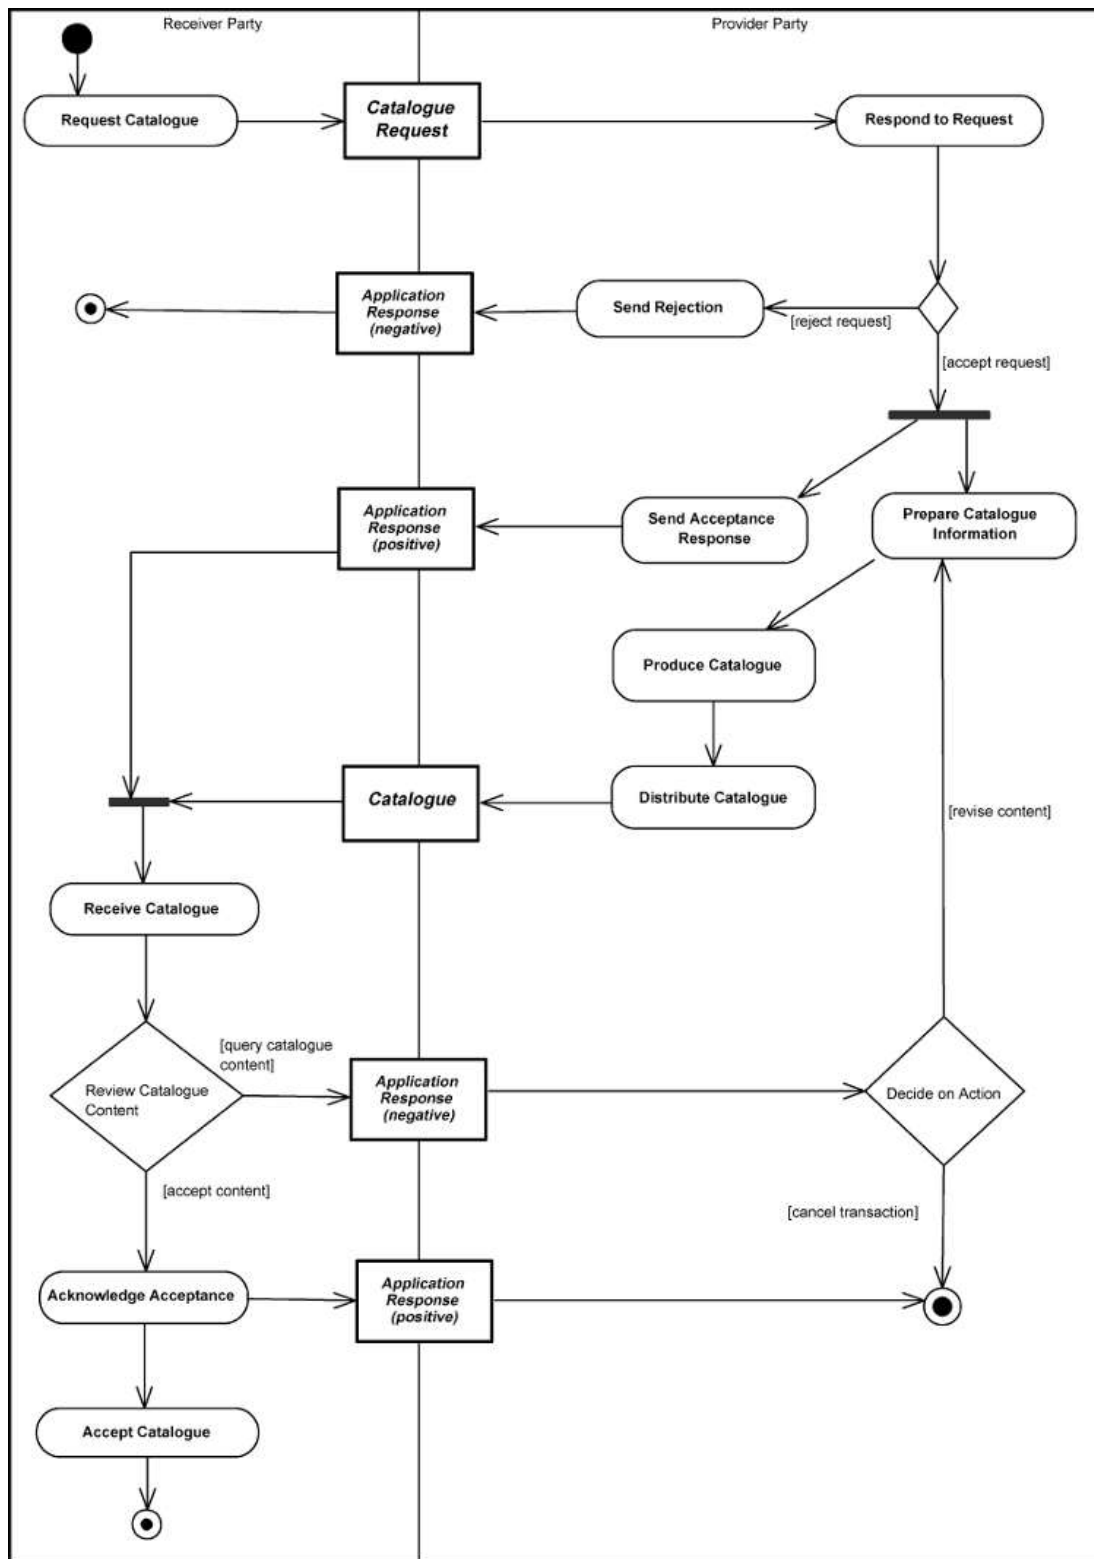 Receiver Party
Provider Party
Request Catalogue
Catalogue
Request
Respond to Request
Application
Response
(negative)
Send Rejection
[reject request]
[accept request]
Application
Response
(positive)
Send Acceptance
Response
Prepare Catalogue
Information
Produce Catalogue
Catalogue
Distribute Catalogue
[revise content]
Receive Catalogue
[query catalogue
content]
Review Catalogue
Content
Application
Response
(negative)
Decide on Action
[accept content]
[cancel transaction]
Acknowledge Acceptance
Application
Response
(positive)
Accept Catalogue